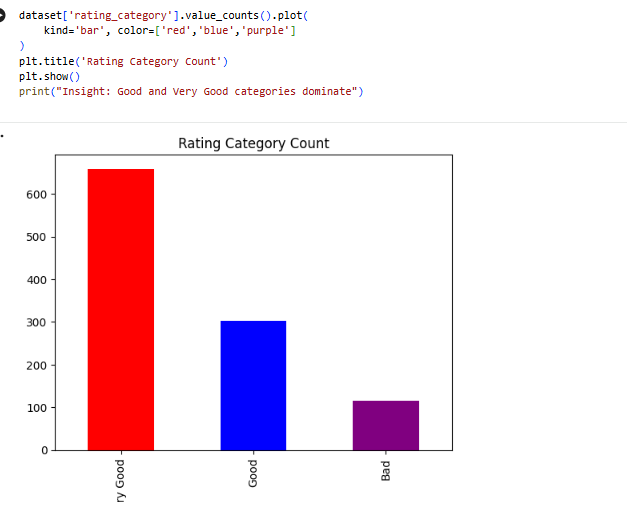 dataset['rating_category'].value_counts().plot(
kind='bar', color=['red','blue','purple']
)
plt.title('Rating Category Count')
plt.show()
print("Insight: Good and Very Good categories dominate")
Rating Category Count
600
500
400
300
200
100
0
ry Good
Good
Bad